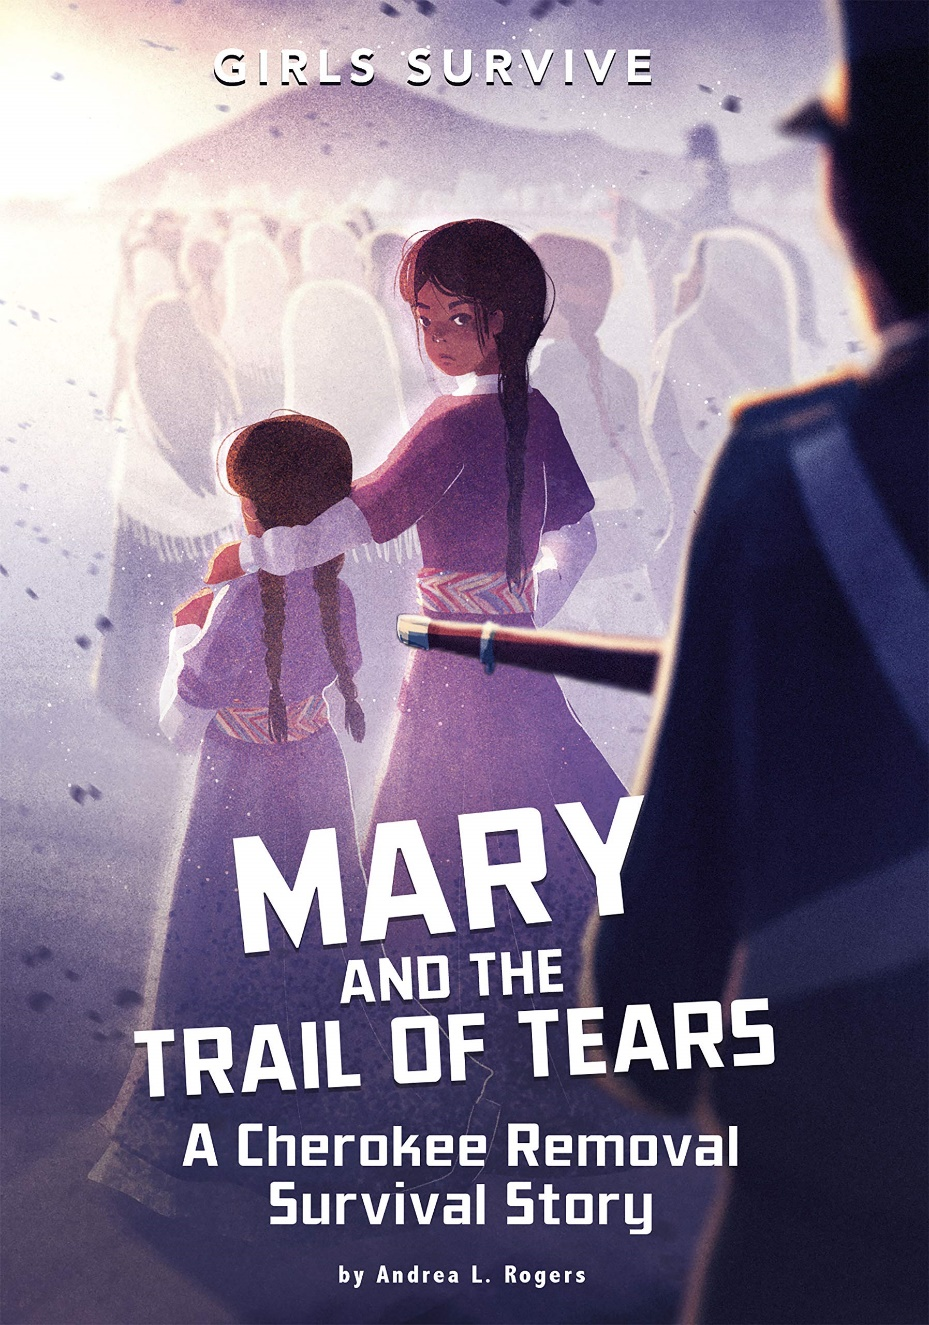 GIRLS SURVIVE
MARY
AND THE
TRAIL OF TEARS
A Cherokee Removal
Survival Story
by Andrea L. Rogers